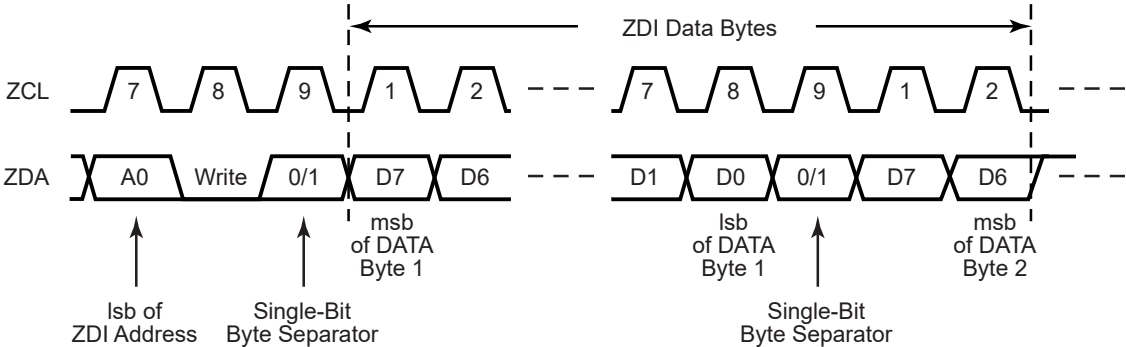 ZDI Data Bytes
ZCL 7 8 9 1 2 7 8 9 1 2
ZDA A0 Write 0/1 D7 D6 D1 D0 0/1 D7 D6
msb
of DATA
Byte 1
lsb
of DATA
Byte 1
msb
of DATA
Byte 2
lsb of
ZDI Address
Single-Bit
Byte Separator
Single-Bit
Byte Separator